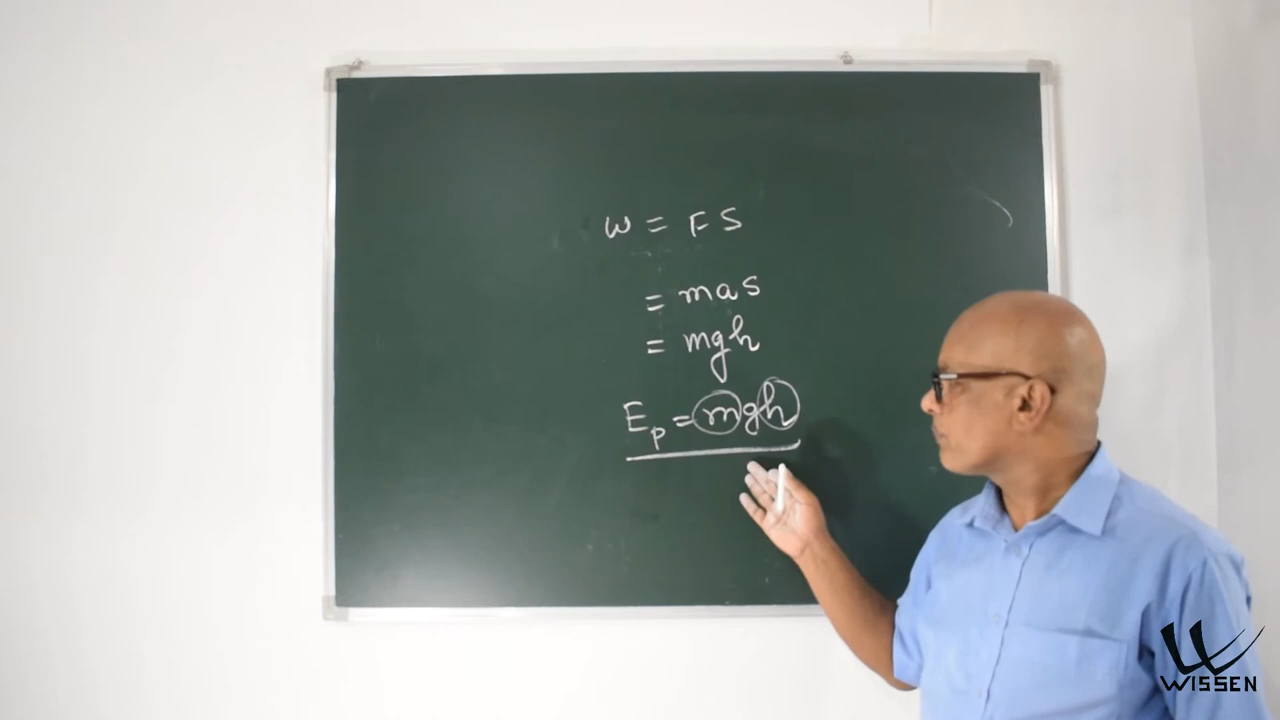 W = FS
= mas
= mgh
Ep = mgh
WISSEN